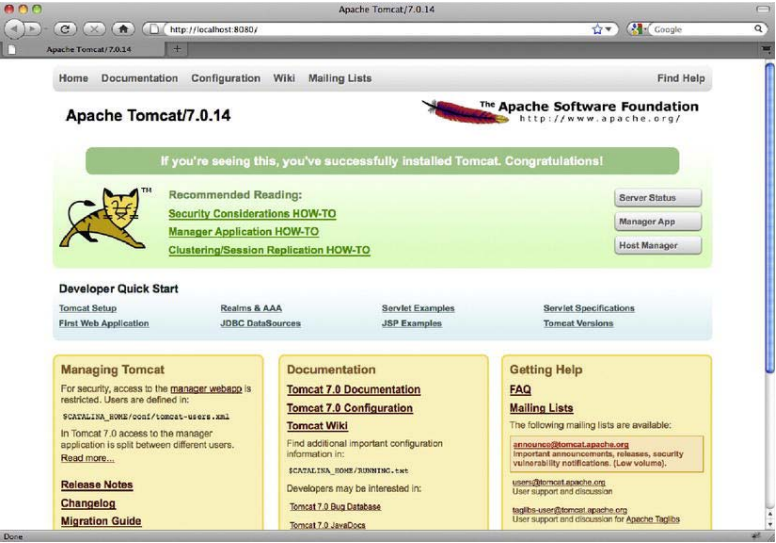 Apache Tomcat/7.0.14
http://localhost:8080/
Google
Apache Tomcat/7.0.14
Home Documentation Configuration Wiki Mailing Lists Find Help
Apache Tomcat/7.0.14
The Apache Software Foundation
http://www.apache.org/
If you're seeing this, you've successfully installed Tomcat. Congratulations!
TM
Recommended Reading:
Security Considerations HOW-TO
Manager Application HOW-TO
Clustering/Session Replication HOW-TO
Server Status
Manager App
Host Manager
Developer Quick Start
Tomcat Setup
First Web Application
Realms & AAA
JDBC DataSources
Servlet Examples
JSP Examples
Servlet Specifications
Tomcat Versions
Managing Tomcat
For security, access to the manager webapp is
restricted. Users are defined in:
$CATALINA_HOME/conf/tomcat-users.xml
In Tomcat 7.0 access to the manager
application is split between different users.
Read more...
Release Notes
Changelog
Migration Guide
Documentation
Tomcat 7.0 Documentation
Tomcat 7.0 Configuration
Tomcat Wiki
Find additional important configuration
information in:
$CATALINA_HOME/RUNNING.txt
Developers may be interested in:
Tomcat 7.0 Bug Database
Tomcat 7.0 JavaDocs
Getting Help
FAQ
Mailing Lists
The following mailing lists are available:
announce@tomcat.apache.org
Important announcements, releases, security
vulnerability notifications. (Low volume).
users@tomcat.apache.org
User support and discussion
taglibs-user@tomcat.apache.org
User support and discussion for Apache Taglibs
Done